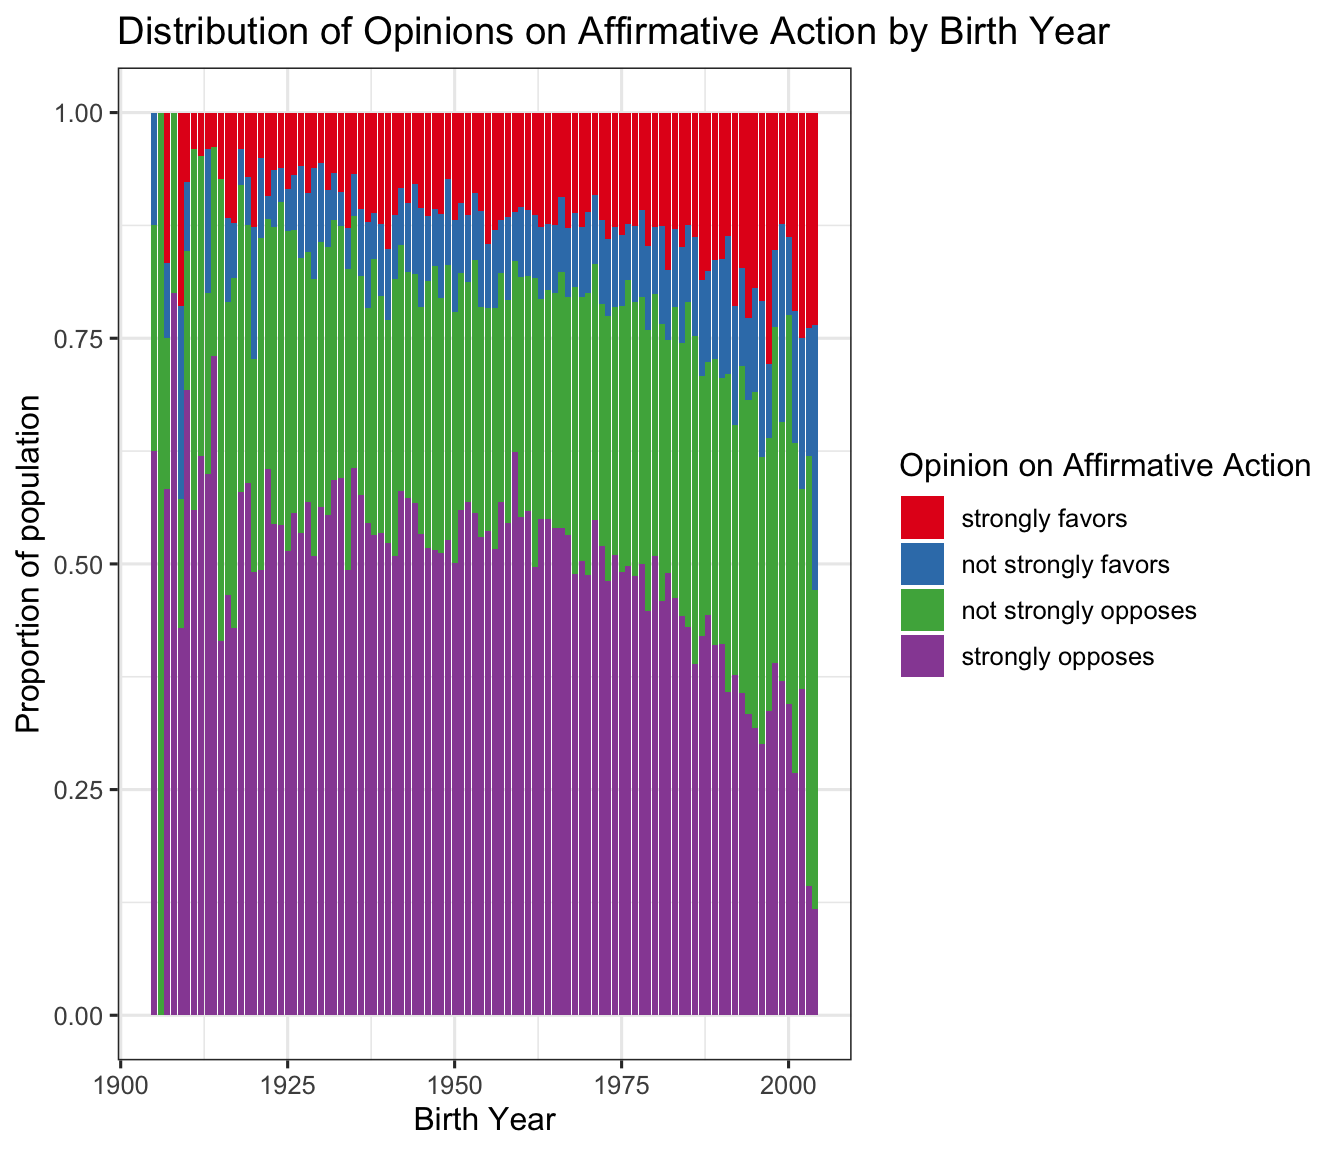 Distribution of Opinions on Affirmative Action by Birth Year
1.00
0.75
0.50
0.25
0.00
Proportion of population
1900 1925 1950 1975 2000
Birth Year
Opinion on Affirmative Action
strongly favors
not strongly favors
not strongly opposes
strongly opposes